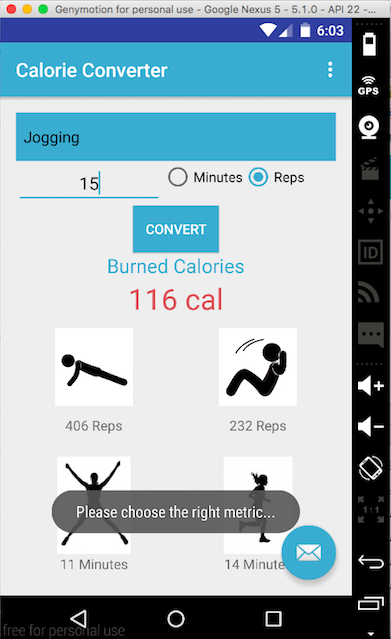 Genymotion for personal use - Google Nexus 5 - 5.1.0 - API 22 -...
6:03
Calorie Converter
GPS
Jogging
15
Minutes
Reps
ID
CONVERT
Burned Calories
116 cal
406 Reps
232 Reps
1:1
Please choose the right metric...
11 Minutes
14 Minutes
free for personal use